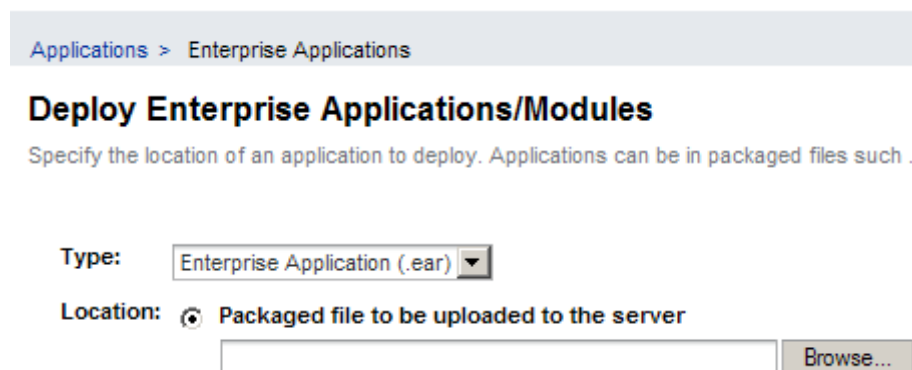 Applications > Enterprise Applications
Deploy Enterprise Applications/Modules
Specify the location of an application to deploy. Applications can be in packaged files such .
Type: Enterprise Application (.ear)
Location: Packaged file to be uploaded to the server
Browse...